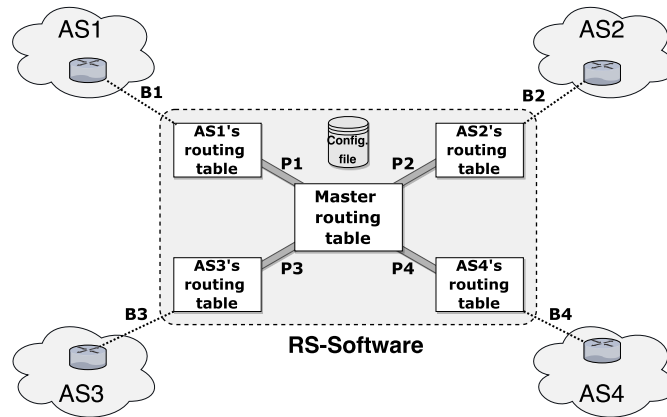 AS1
AS2
B1
B2
AS1's
routing
table
Config.
file
AS2's
routing
table
P1
P2
Master
routing
table
AS3's
routing
table
P3
P4
AS4's
routing
table
B3
B4
RS-Software
AS3
AS4